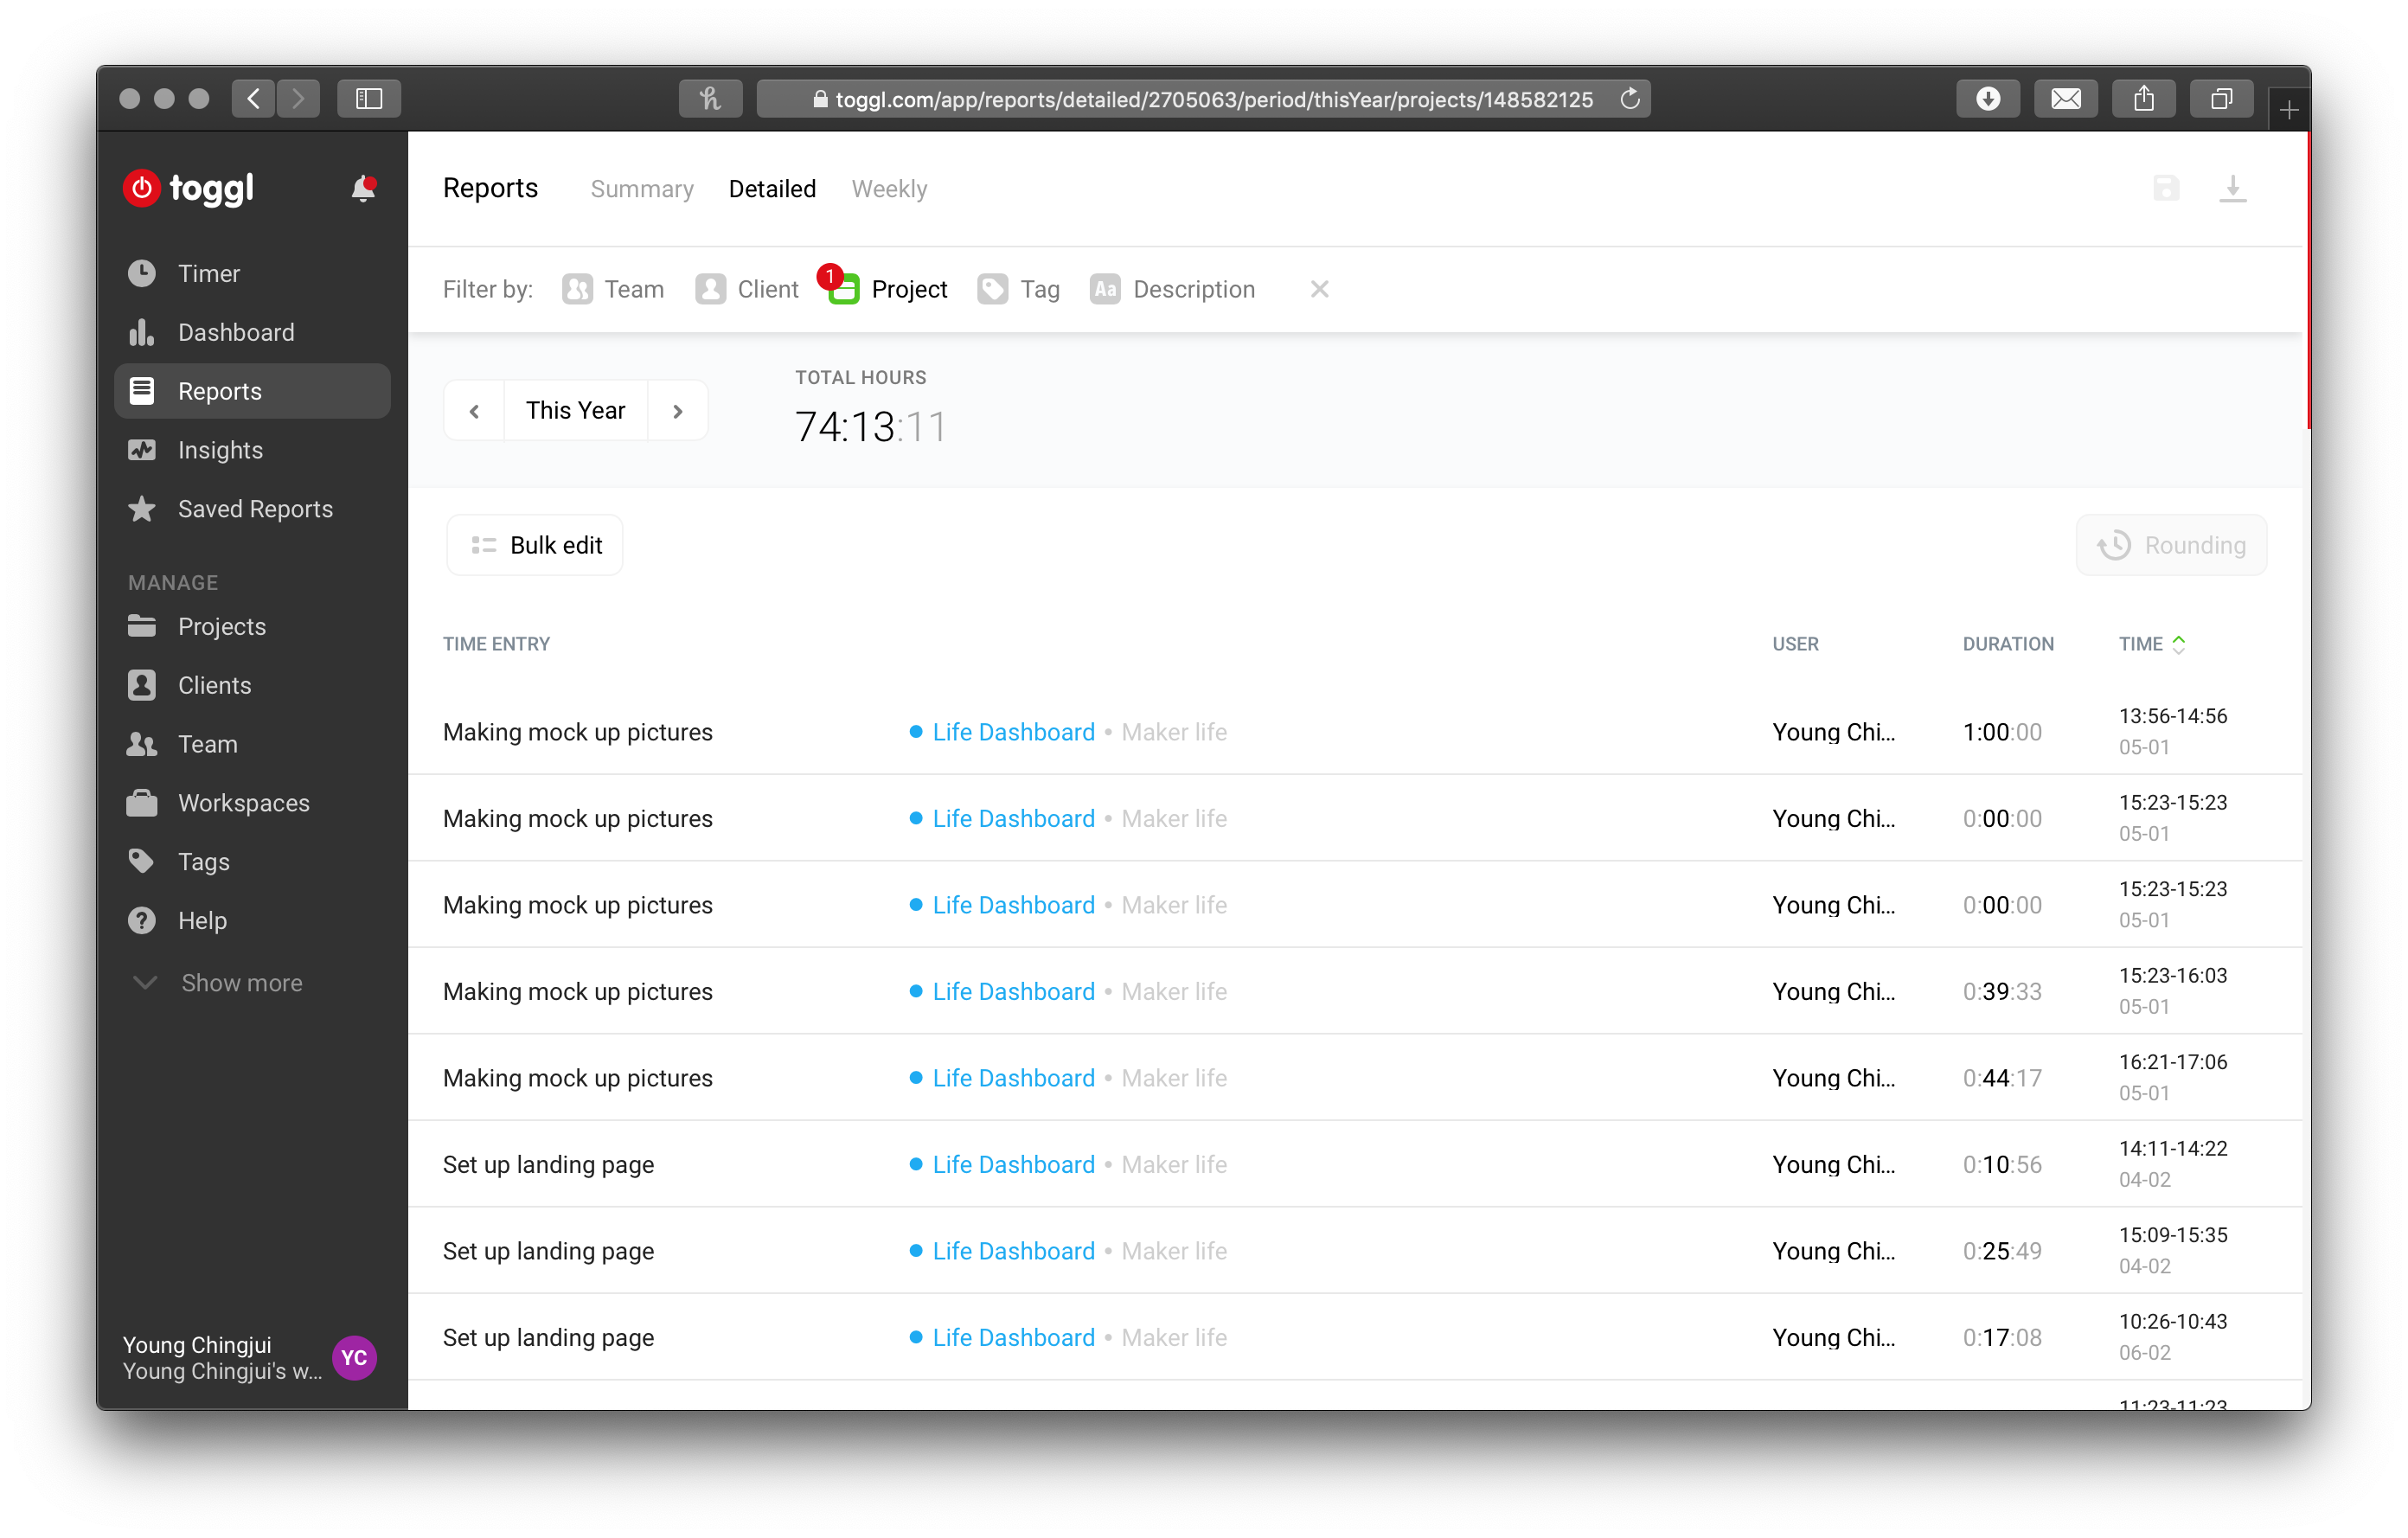 toggl.com/app/reports/detailed/2705063/period/thisYear/projects/148582125
toggl
Timer
Dashboard
Reports
Insights
Saved Reports
MANAGE
Projects
Clients
Team
Workspaces
Tags
Help
Show more
Young Chingjui
Young Chingjui's w...
YC
Reports Summary Detailed Weekly
Filter by: Team Client 1 Project Tag Aa Description
This Year
TOTAL HOURS
74:13:11
Bulk edit
Rounding
TIME ENTRY USER DURATION TIME
Making mock up pictures Life Dashboard • Maker life Young Chi... 1:00:00 13:56-14:56
05-01
Making mock up pictures Life Dashboard • Maker life Young Chi... 0:00:00 15:23-15:23
05-01
Making mock up pictures Life Dashboard • Maker life Young Chi... 0:00:00 15:23-15:23
05-01
Making mock up pictures Life Dashboard • Maker life Young Chi... 0:39:33 15:23-16:03
05-01
Making mock up pictures Life Dashboard • Maker life Young Chi... 0:44:17 16:21-17:06
05-01
Set up landing page Life Dashboard • Maker life Young Chi... 0:10:56 14:11-14:22
04-02
Set up landing page Life Dashboard • Maker life Young Chi... 0:25:49 15:09-15:35
04-02
Set up landing page Life Dashboard • Maker life Young Chi... 0:17:08 10:26-10:43
06-02
11:23-11:23